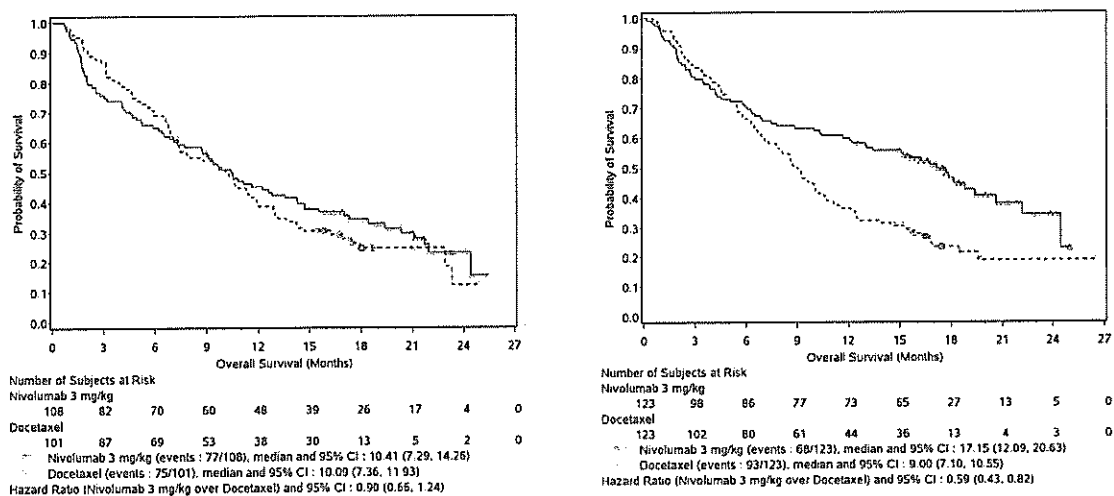 Probability of Survival
1.0
0.9
0.8
0.7
0.6
0.5
0.4
0.3
0.2
0.1
0.0
0 3 6 9 12 15 18 21 24 27
Overall Survival (Months)
Number of Subjects at Risk
Nivolumab 3 mg/kg
108 82 70 60 48 39 26 17 4 0
Docetaxel
101 87 69 53 38 30 13 5 2 0
Nivolumab 3 mg/kg (events : 77/108), median and 95% CI : 10.41 (7.29, 14.26)
Docetaxel (events : 75/101), median and 95% CI : 10.09 (7.36, 11.93)
Hazard Ratio (Nivolumab 3 mg/kg over Docetaxel) and 95% CI : 0.90 (0.66, 1.24)
Probability of Survival
1.0
0.9
0.8
0.7
0.6
0.5
0.4
0.3
0.2
0.1
0.0
0 3 6 9 12 15 18 21 24 27
Overall Survival (Months)
Number of Subjects at Risk
Nivolumab 3 mg/kg
123 98 86 77 73 65 27 13 5 0
Docetaxel
123 102 80 61 44 36 13 4 3 0
Nivolumab 3 mg/kg (events : 68/123), median and 95% CI : 17.15 (12.09, 20.63)
Docetaxel (events : 93/123), median and 95% CI : 9.00 (7.10, 10.55)
Hazard Ratio (Nivolumab 3 mg/kg over Docetaxel) and 95% CI : 0.59 (0.43, 0.82)